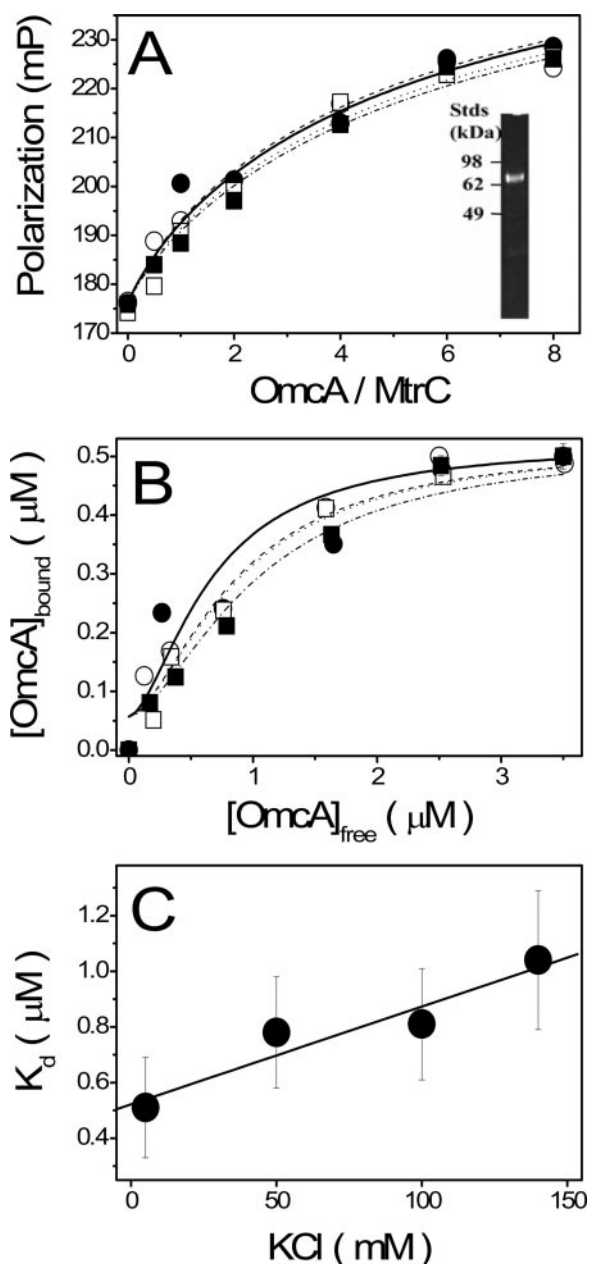 A
Polarization (mP)
230
220
210
200
190
180
170
0 2 4 6 8
OmcA / MtrC
Stds
(kDa)
98
62
49
B
[OmcA]bound (μM)
0.5
0.4
0.3
0.2
0.1
0.0
0 1 2 3
[OmcA]free (μM)
C
Kd (μM)
1.2
1.0
0.8
0.6
0.4
0 50 100 150
KCl (mM)